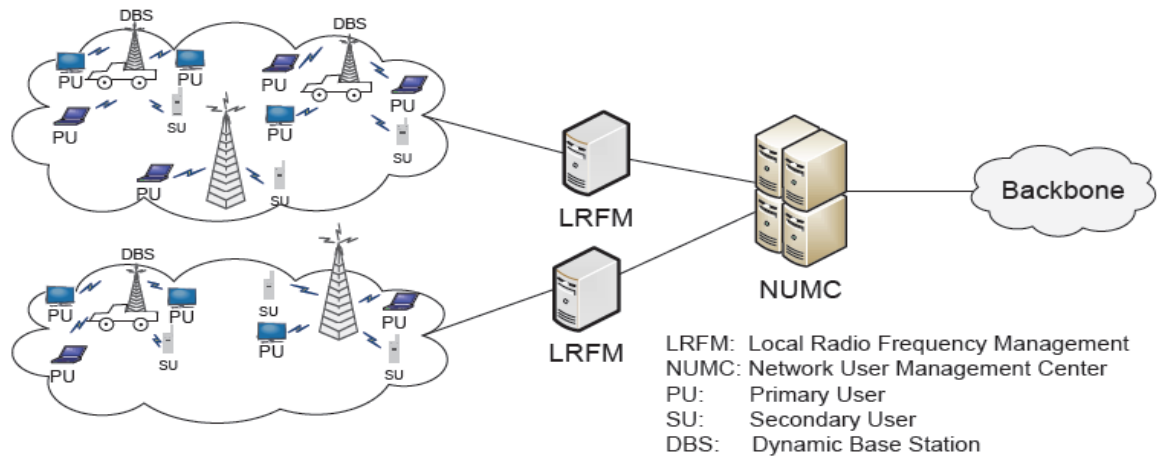 DBS
DBS
PU
PU
PU
PU
PU
SU
PU
SU
PU
SU
LRFM
Backbone
DBS
NUMC
PU
PU
SU
PU
PU
PU
SU
SU
LRFM
LRFM: Local Radio Frequency Management
NUMC: Network User Management Center
PU: Primary User
SU: Secondary User
DBS: Dynamic Base Station